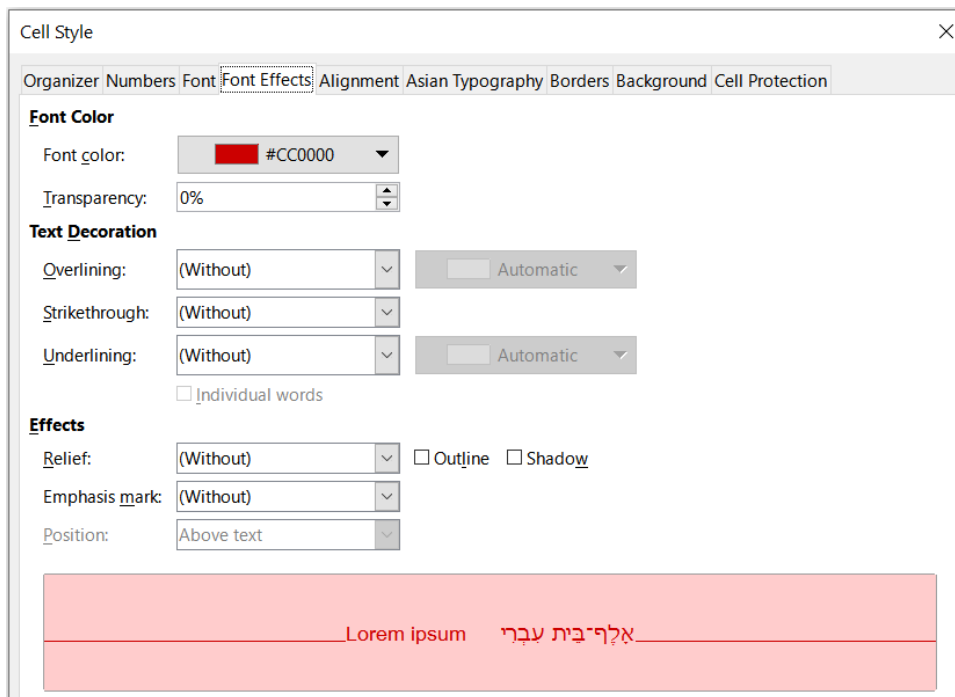 Cell Style
Organizer Numbers Font Font Effects Alignment Asian Typography Borders Background Cell Protection
Font Color
Font color: #CC0000
Transparency: 0%
Text Decoration
Overlining: (Without) Automatic
Strikethrough: (Without)
Underlining: (Without) Automatic
Individual words
Effects
Relief: (Without) Outline Shadow
Emphasis mark: (Without)
Position: Above text
Lorem ipsum אָלֶף־בֵּית עִבְרִי